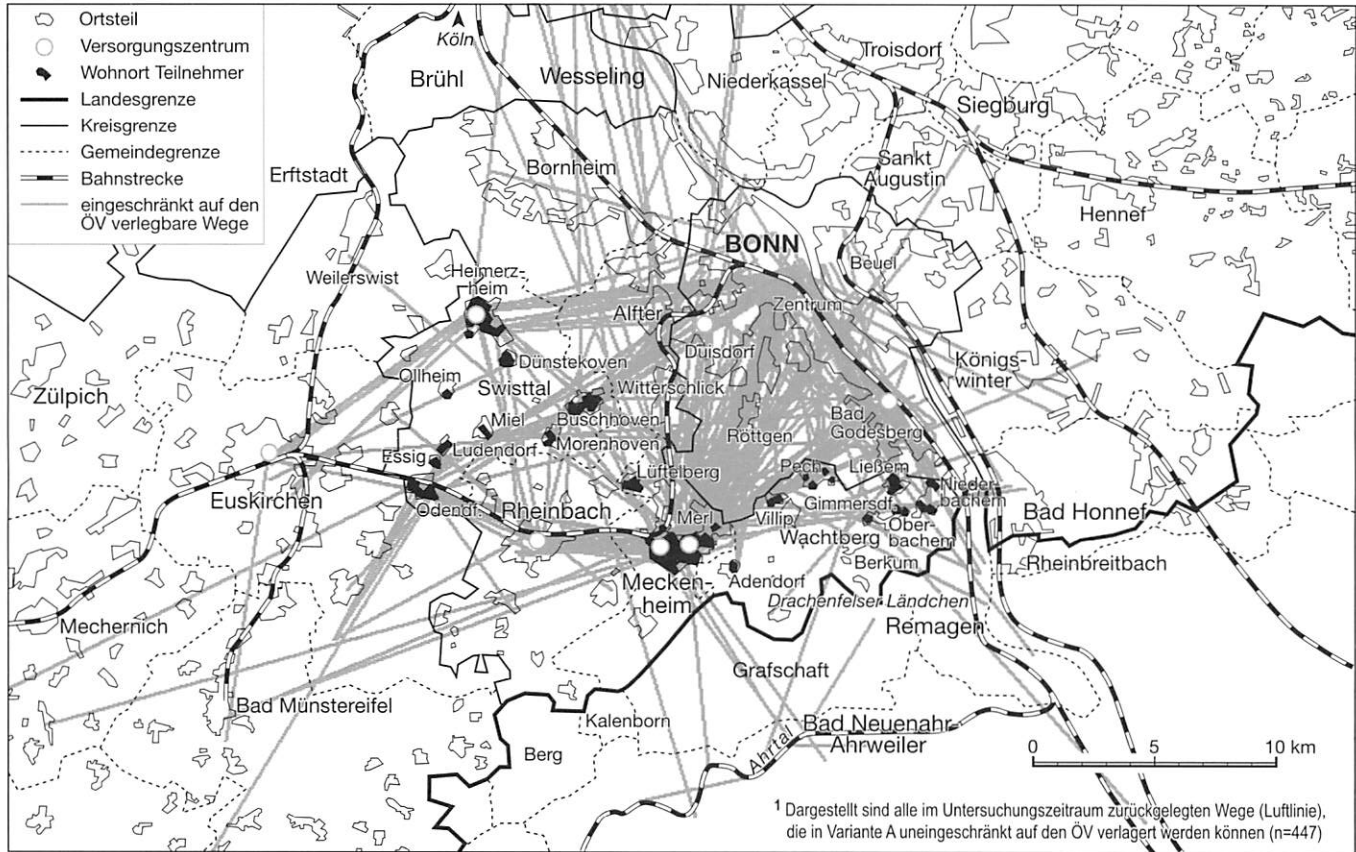 Ortsteil
Versorgungszentrum
Wohnort Teilnehmer
Landesgrenze
Kreisgrenze
Gemeindegrenze
Bahnstrecke
eingeschränkt auf den
ÖV verlegbare Wege
Köln
Brühl
Wesseling
Niederkassel
Troisdorf
Siegburg
Sankt
Augustin
Hennef
Erftstadt
Bornheim
BONN
Beuel
Weilerswist
Heimerz-
heim
Alfter
Zentrum
Duisdorf
Königs-
winter
Dünstekoven
Ollheim
Swisttal
Witterschlick
Zülpich
Miel
Buschhoven
Morenhoven
Röttgen
Bad
Godesberg
Essig
Ludendorf
Lüftelberg
Pech
Ließem
Nieder-
bachem
Euskirchen
Odendf.
Rheinbach
Merl
Villip
Gimmersdf.
Ober-
bachem
Bad Honnef
Wachtberg
Berkum
Rheinbreitbach
Mecken-
heim
Adendorf
Drachenfelser Ländchen
Mechernich
Remagen
Grafschaft
Bad Münstereifel
Kalenborn
Bad Neuenahr-
Ahrweiler
Berg
Ahrtal
0 5 10 km
¹ Dargestellt sind alle im Untersuchungszeitraum zurückgelegten Wege (Luftlinie),
die in Variante A uneingeschränkt auf den ÖV verlagert werden können (n=447)